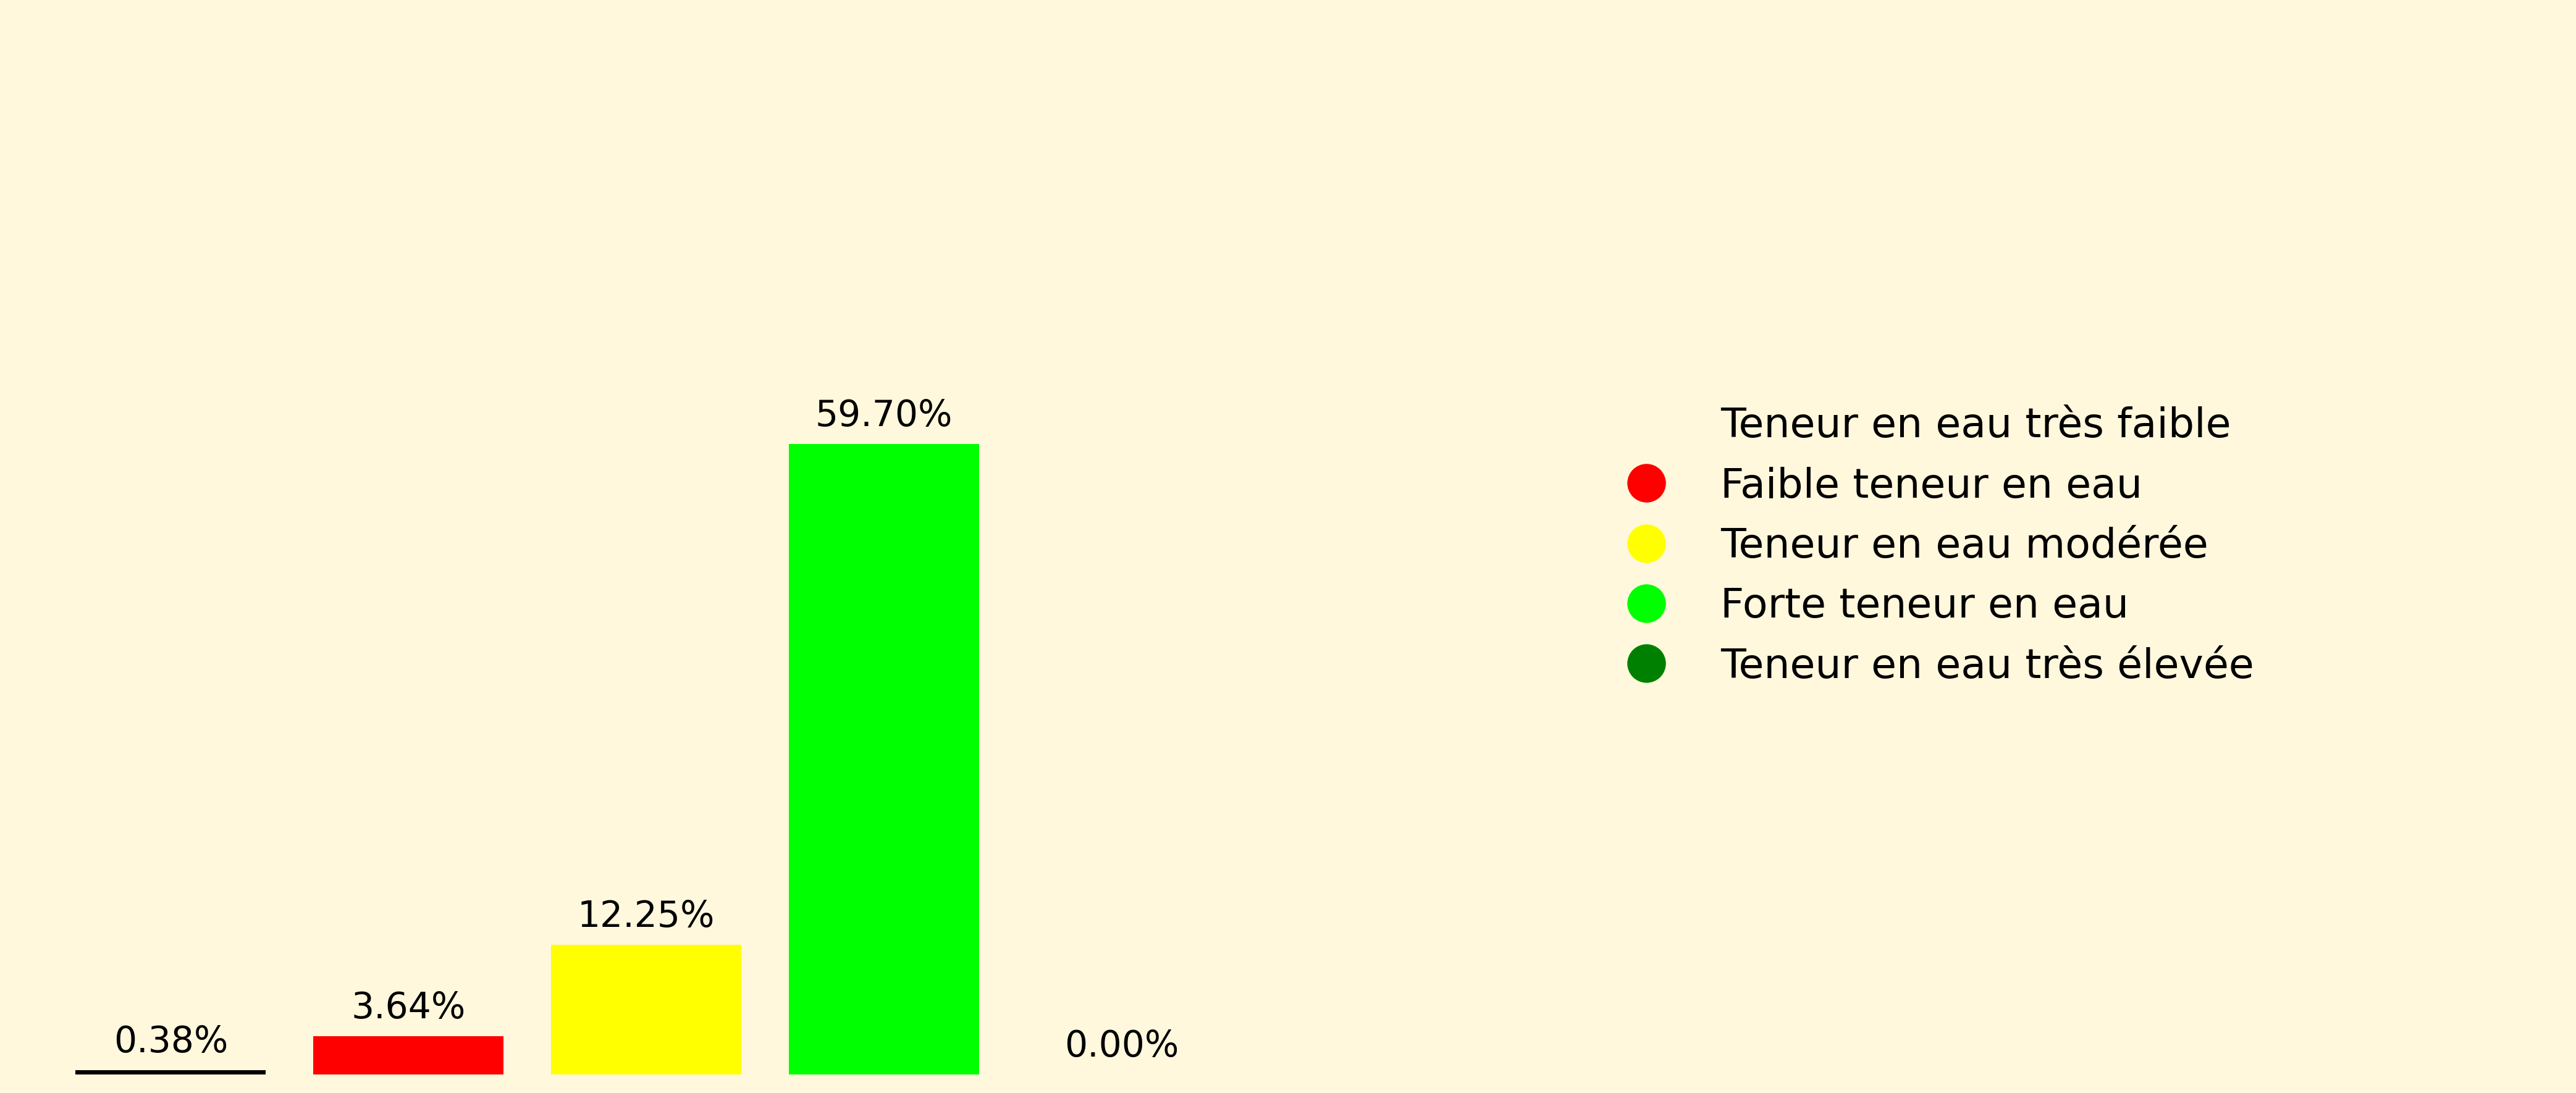 59.70%
12.25%
3.64%
0.38%
0.00%
Teneur en eau très faible
Faible teneur en eau
Teneur en eau modérée
Forte teneur en eau
Teneur en eau très élevée